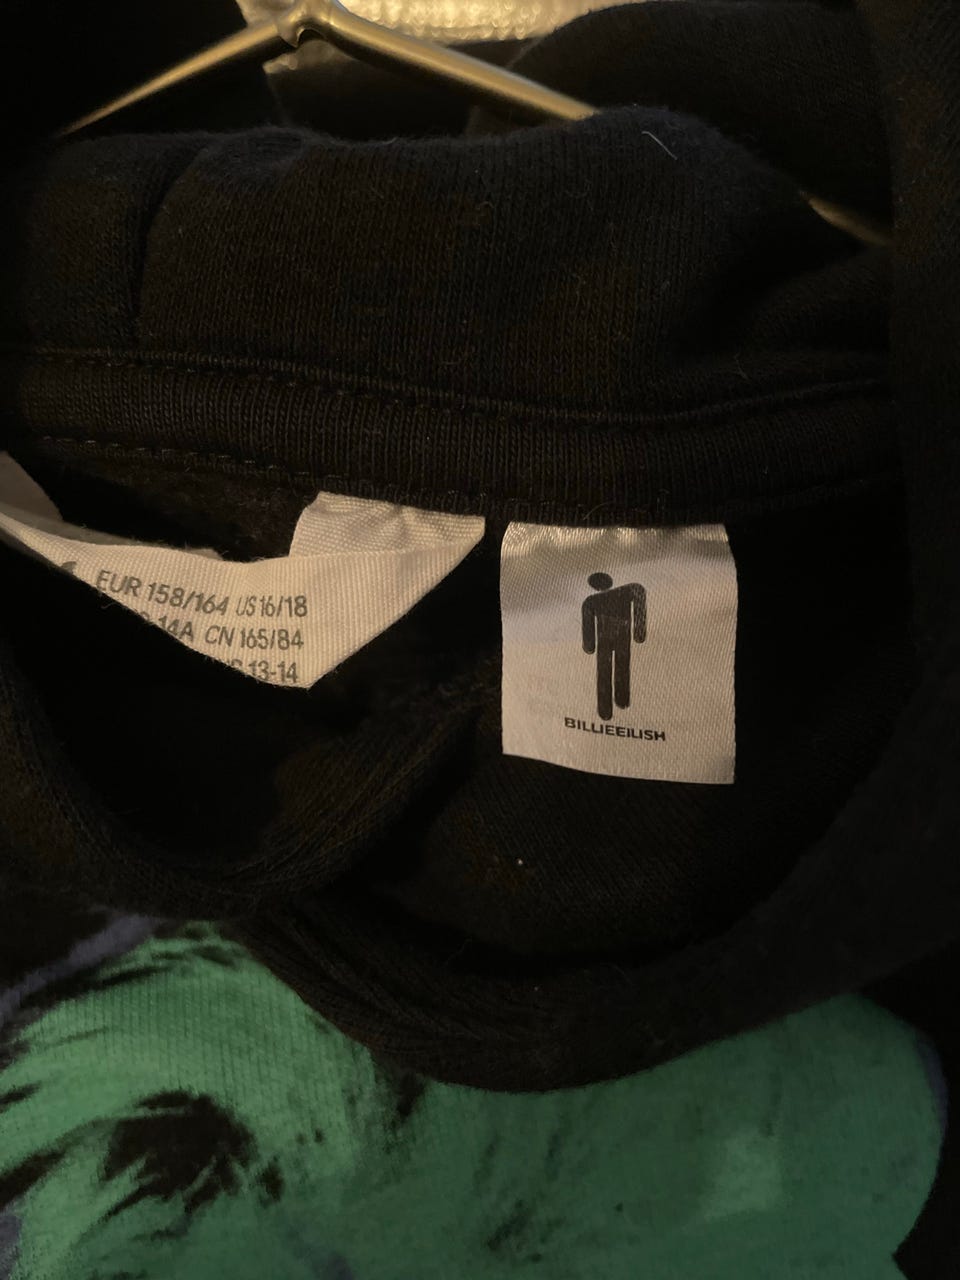 EUR 158/164 US 16/18
14A CN 165/84
13-14
BILLIEEILISH